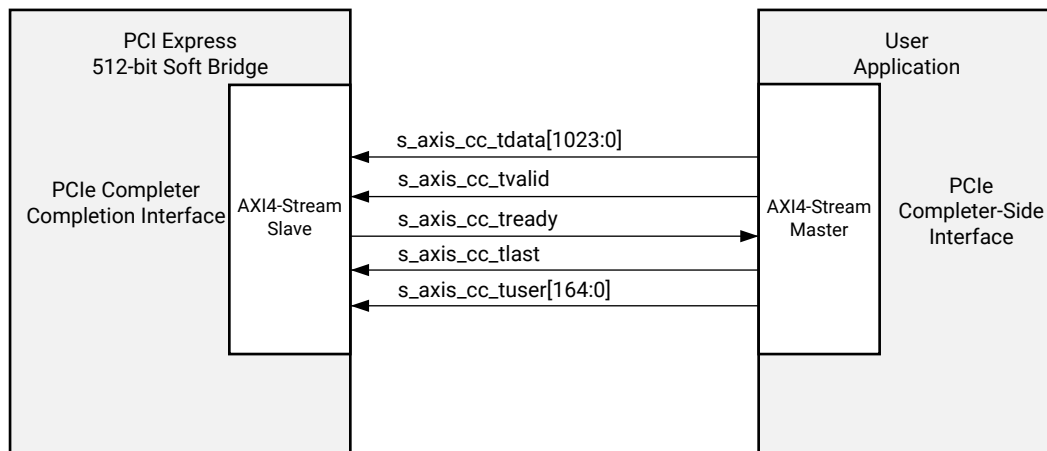 PCI Express
512-bit Soft Bridge
User
Application
s_axis_cc_tdata[1023:0]
s_axis_cc_tvalid
PCIe Completer
Completion Interface
AXI4-Stream
Slave
s_axis_cc_tready
AXI4-Stream
Master
PCIe
Completer-Side
Interface
s_axis_cc_tlast
s_axis_cc_tuser[164:0]